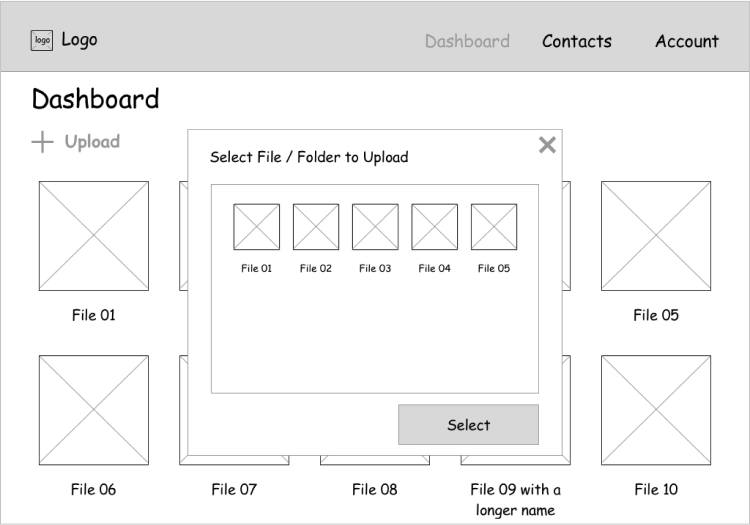 logo Logo
Dashboard Contacts Account
Dashboard
Upload
Select File / Folder to Upload
File 01 File 02 File 03 File 04 File 05
Select
File 01
File 05
File 06
File 07
File 08
File 09 with a
longer name
File 10